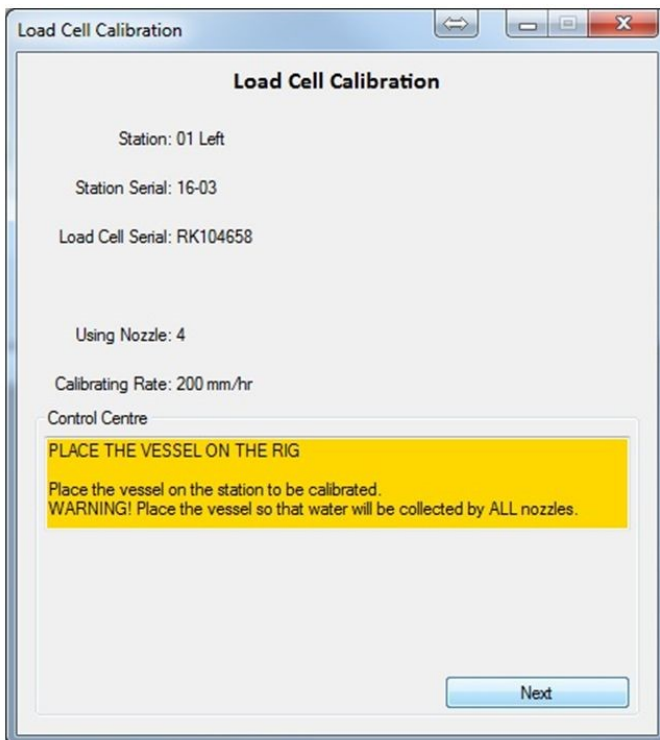 Load Cell Calibration
Load Cell Calibration
Station: 01 Left
Station Serial: 16-03
Load Cell Serial: RK104658
Using Nozzle: 4
Calibrating Rate: 200 mm/hr
Control Centre
PLACE THE VESSEL ON THE RIG
Place the vessel on the station to be calibrated.
WARNING! Place the vessel so that water will be collected by ALL nozzles.
Next